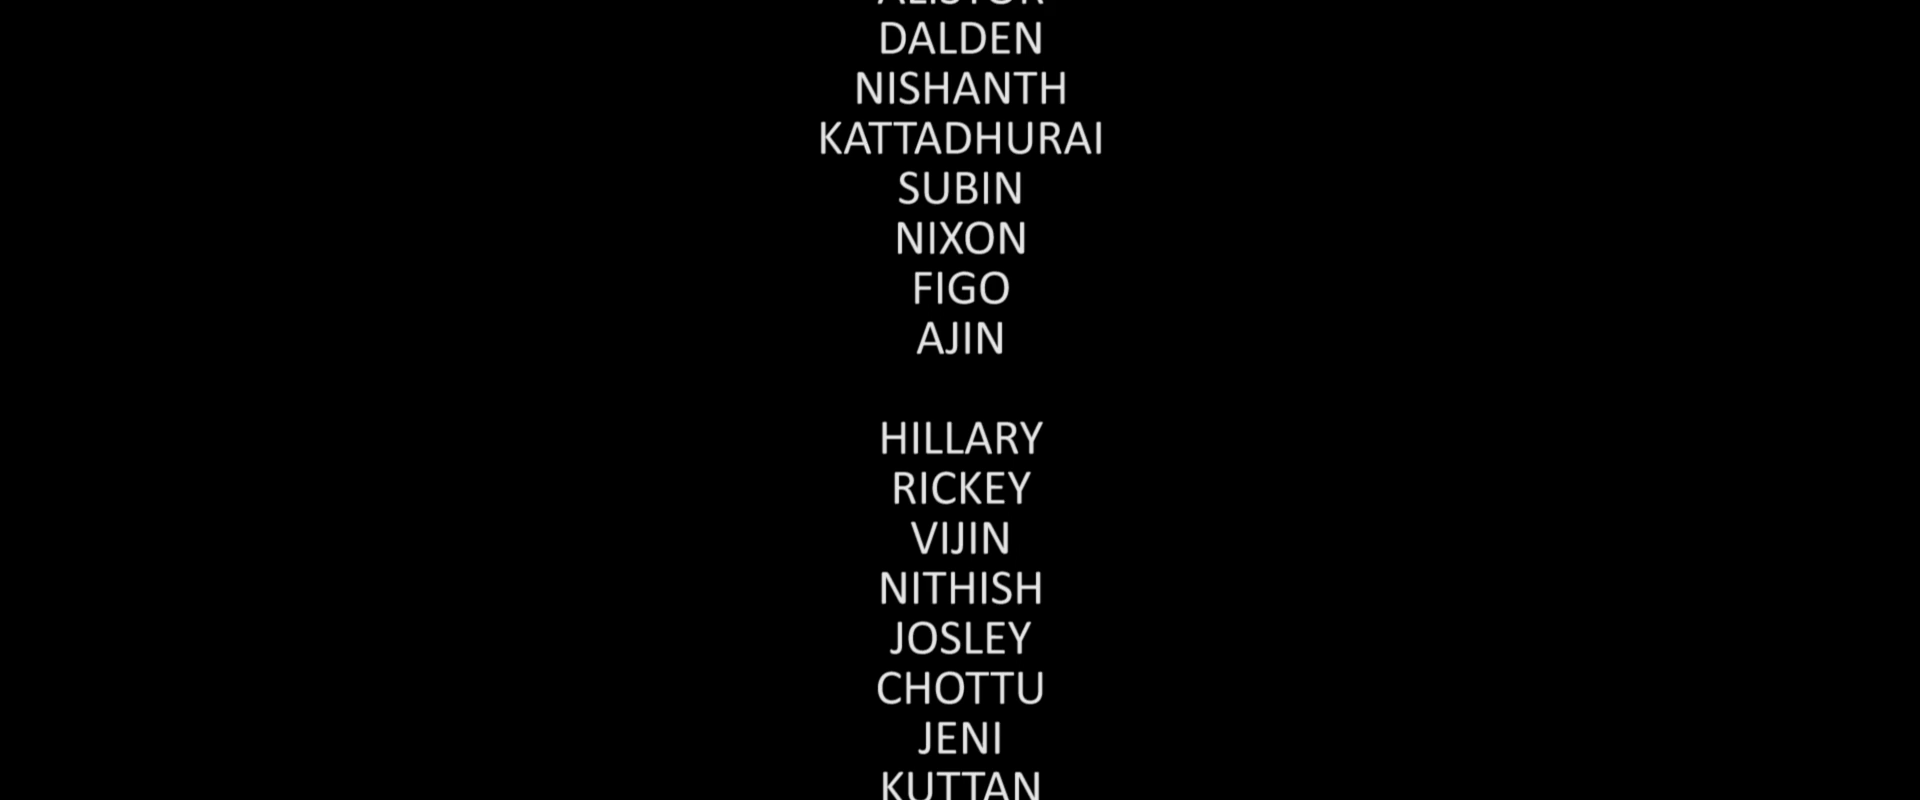 DALDEN
NISHANTH
KATTADHURAI
SUBIN
NIXON
FIGO
AJIN
HILLARY
RICKEY
VIJIN
NITHISH
JOSLEY
CHOTTU
JENI
KUTTAN